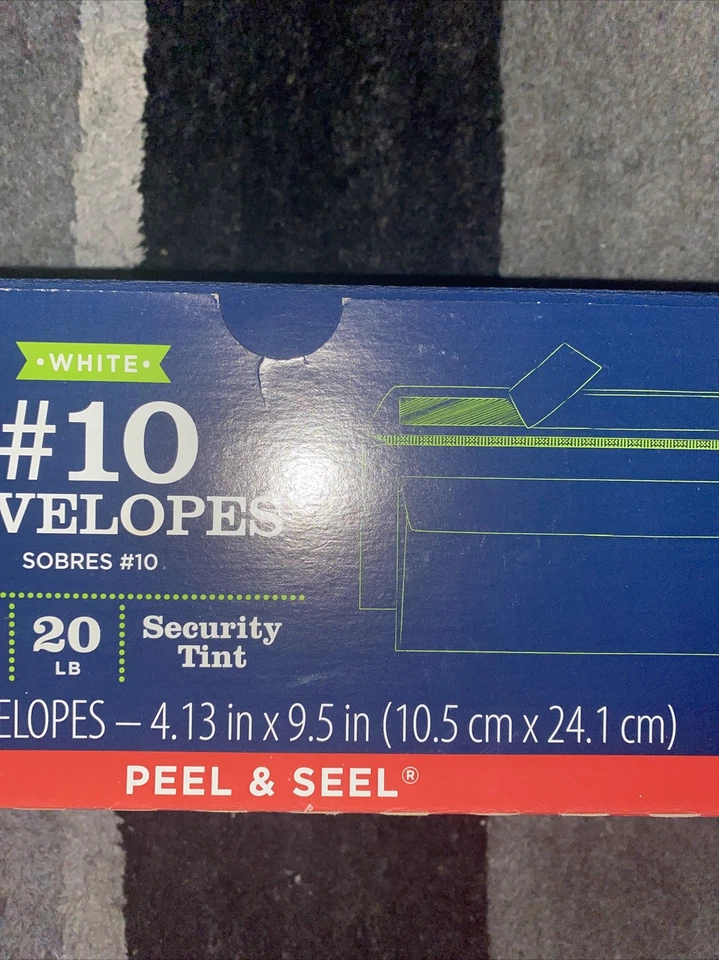 •WHITE•
#10
VELOPES
SOBRES #10
20
LB
Security
Tint
ELOPES – 4.13 in x 9.5 in (10.5 cm x 24.1 cm)
PEEL & SEEL®